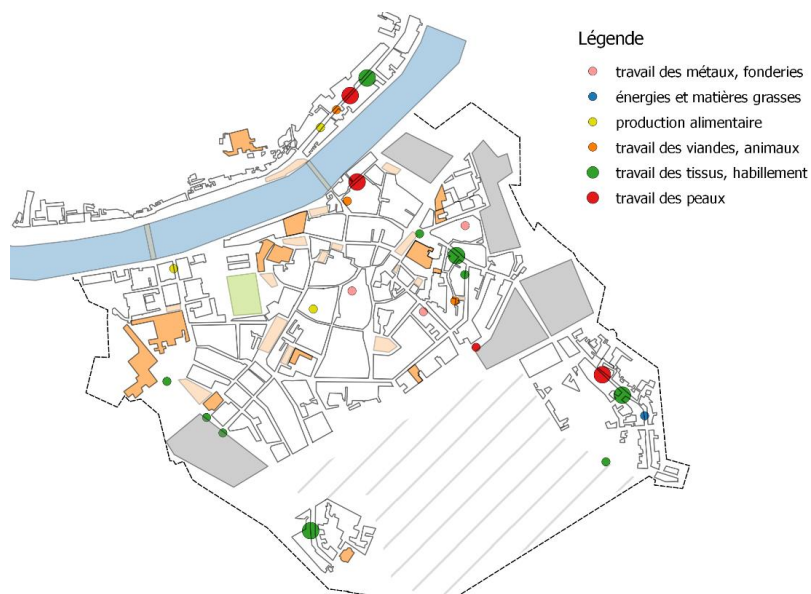 Légende
travail des métaux, fonderies
énergies et matières grasses
production alimentaire
travail des viandes, animaux
travail des tissus, habillement
travail des peaux